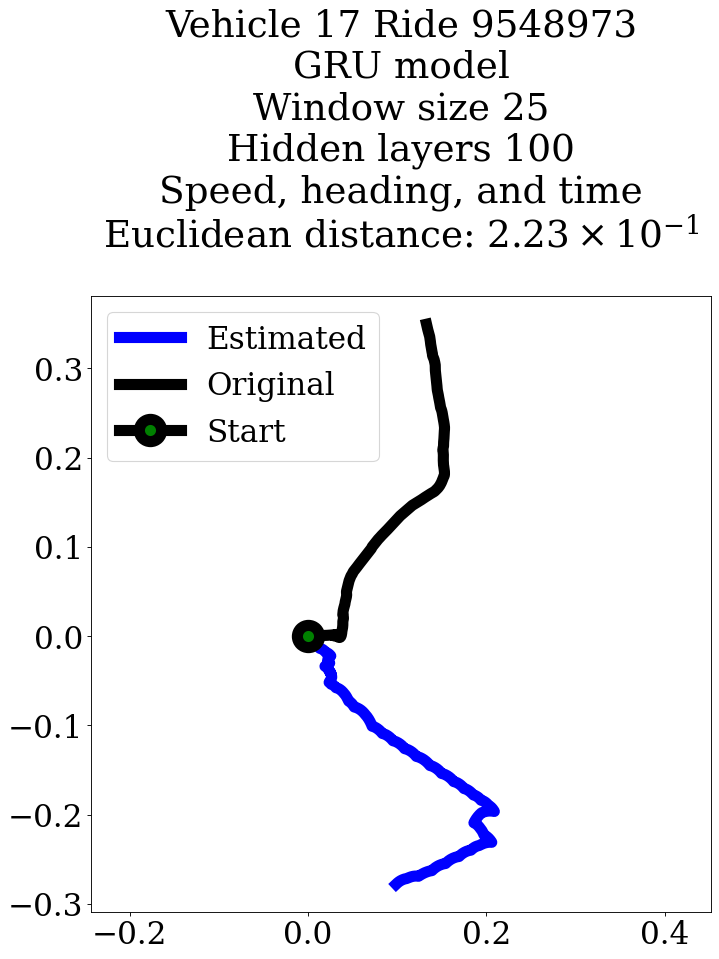 Vehicle 17 Ride 9548973
GRU model
Window size 25
Hidden layers 100
Speed, heading, and time
Euclidean distance: 2.23 × 10⁻¹
Estimated
Original
Start
0.3
0.2
0.1
0.0
−0.1
−0.2
−0.3
−0.2 0.0 0.2 0.4